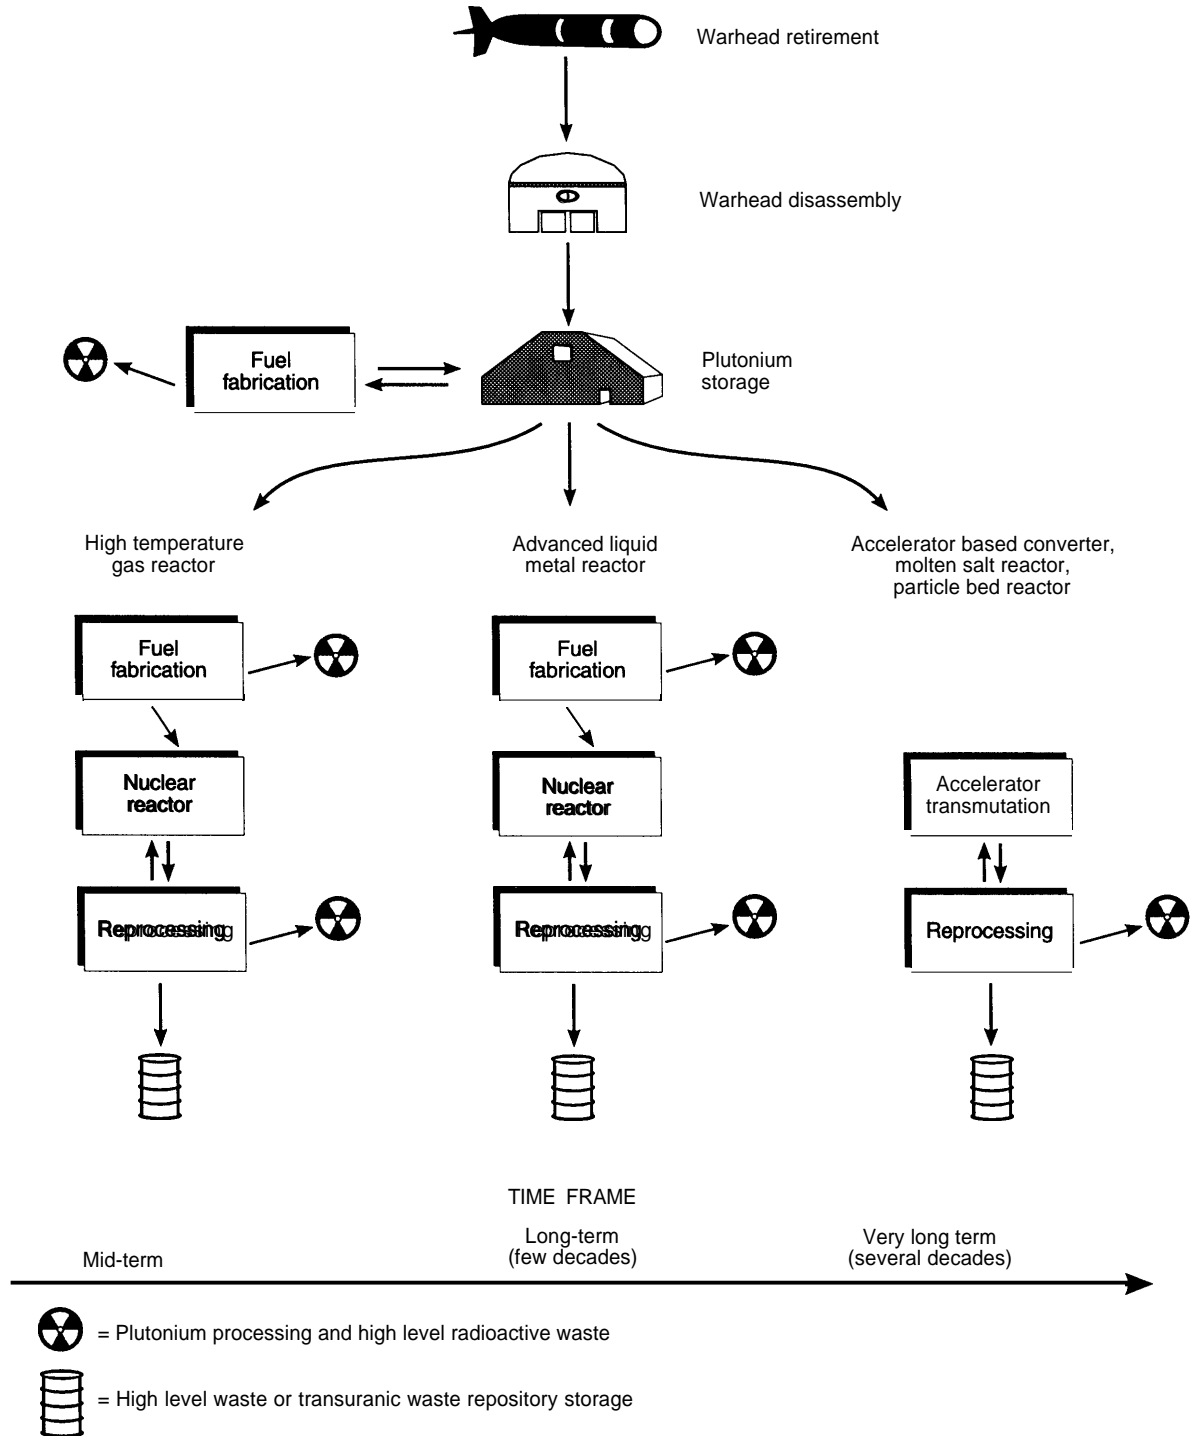 Warhead retirement
Warhead disassembly
Fuel
fabrication
Plutonium
storage
High temperature
gas reactor
Advanced liquid
metal reactor
Accelerator based converter,
molten salt reactor,
particle bed reactor
Fuel
fabrication
Fuel
fabrication
Nuclear
reactor
Nuclear
reactor
Accelerator
transmutation
Reprocessing
Reprocessing
Reprocessing
TIME FRAME
Mid-term
Long-term
(few decades)
Very long term
(several decades)
= Plutonium processing and high level radioactive waste
= High level waste or transuranic waste repository storage